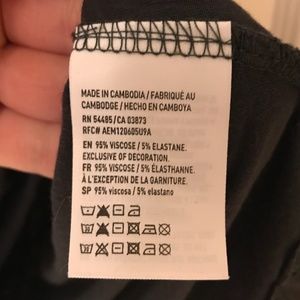 MADE IN CAMBODIA / FABRIQUÉ AU
CAMBODGE / HECHO EN CAMBOYA
RN 54485 / CA 03873
RFC# AEM120605U9A
EN 95% VISCOSE / 5% ELASTANE.
EXCLUSIVE OF DECORATION.
FR 95% VISCOSE / 5% ÉLASTHANNE.
À L'EXCEPTION DE LA GARNITURE.
SP 95% viscosa / 5% elastano